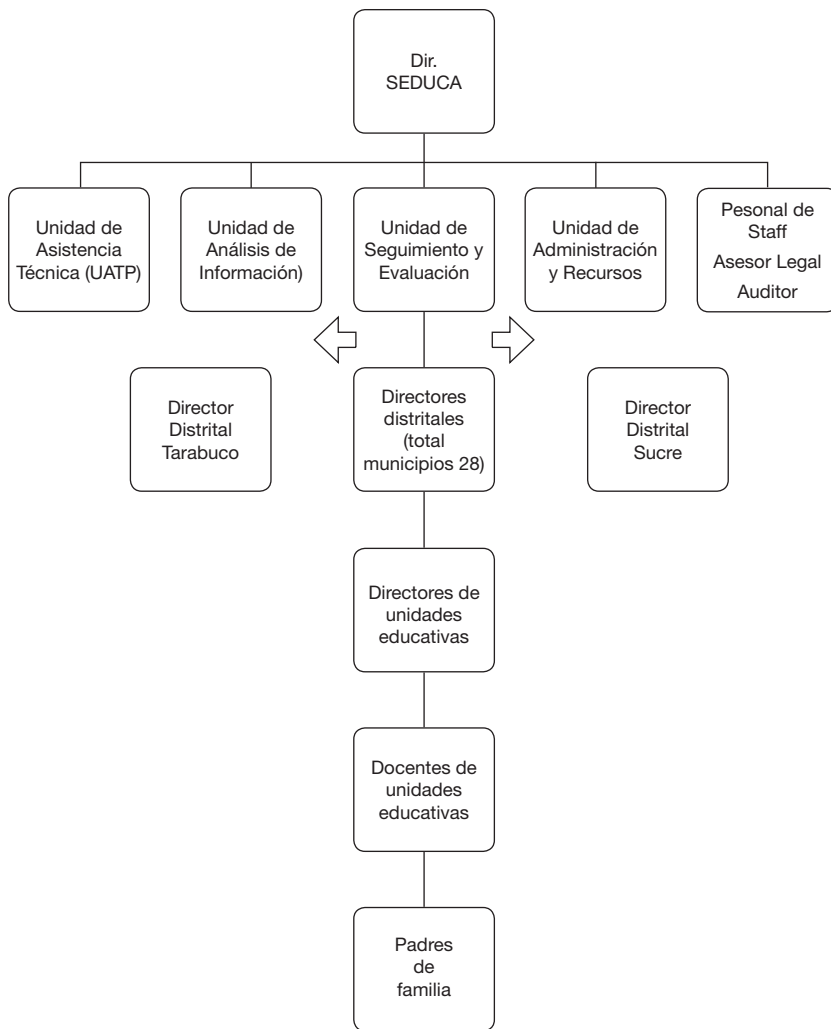 Dir.
SEDUCA
Unidad de
Asistencia
Técnica (UATP)
Unidad de
Análisis de
Información)
Unidad de
Seguimiento y
Evaluación
Unidad de
Administración
y Recursos
Pesonal de
Staff
Asesor Legal
Auditor
Director
Distrital
Tarabuco
Directores
distritales
(total
municipios 28)
Director
Distrital
Sucre
Directores de
unidades
educativas
Docentes de
unidades
educativas
Padres
de
familia